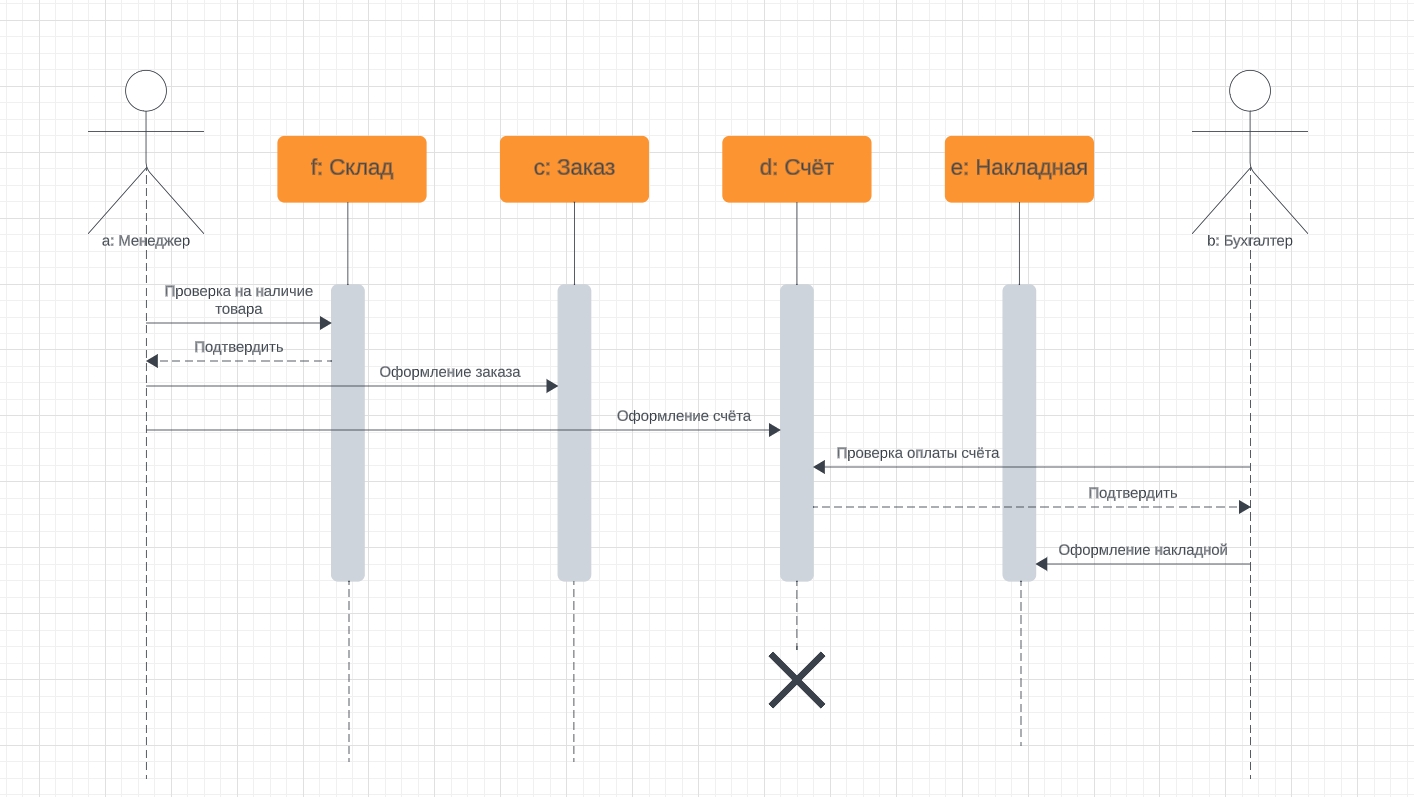 f: Склад
c: Заказ
d: Счёт
e: Накладная
a: Менеджер
b: Бухгалтер
Проверка на наличие
товара
Подтвердить
Оформление заказа
Оформление счёта
Проверка оплаты счёта
Подтвердить
Оформление накладной